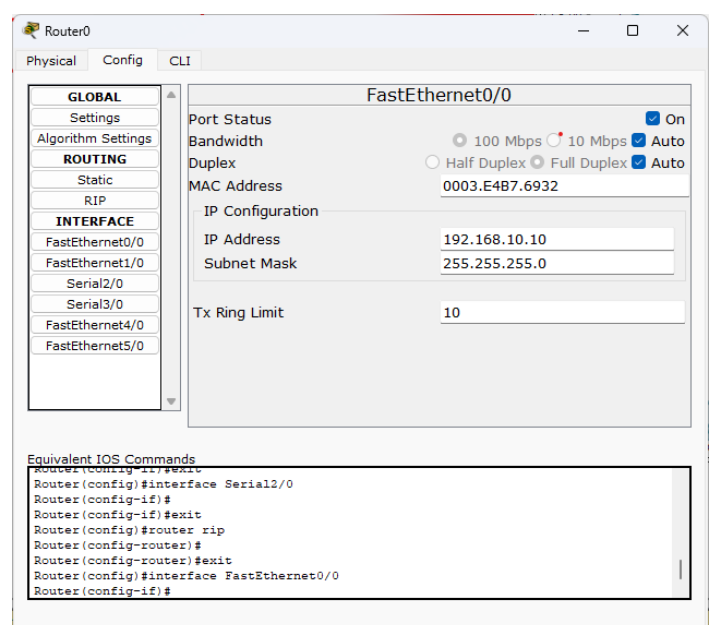 Router0
Physical Config CLI
GLOBAL
Settings
Algorithm Settings
ROUTING
Static
RIP
INTERFACE
FastEthernet0/0
FastEthernet1/0
Serial2/0
Serial3/0
FastEthernet4/0
FastEthernet5/0
FastEthernet0/0
Port Status On
Bandwidth 100 Mbps 10 Mbps Auto
Duplex Half Duplex Full Duplex Auto
MAC Address 0003.E4B7.6932
IP Configuration
IP Address 192.168.10.10
Subnet Mask 255.255.255.0
Tx Ring Limit 10
Equivalent IOS Commands
Router(config-if)#exit
Router(config)#interface Serial2/0
Router(config-if)#
Router(config-if)#exit
Router(config)#router rip
Router(config-router)#
Router(config-router)#exit
Router(config)#interface FastEthernet0/0
Router(config-if)#